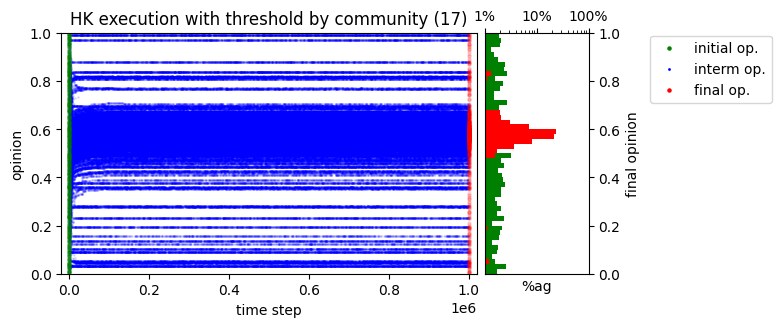 HK execution with threshold by community (17)
1% 10% 100%
1.0
0.8
0.6
0.4
0.2
0.0
opinion
0.0 0.2 0.4 0.6 0.8 1.0
1e6
time step
%ag
1.0
0.8
0.6
0.4
0.2
0.0
final opinion
initial op.
interm op.
final op.